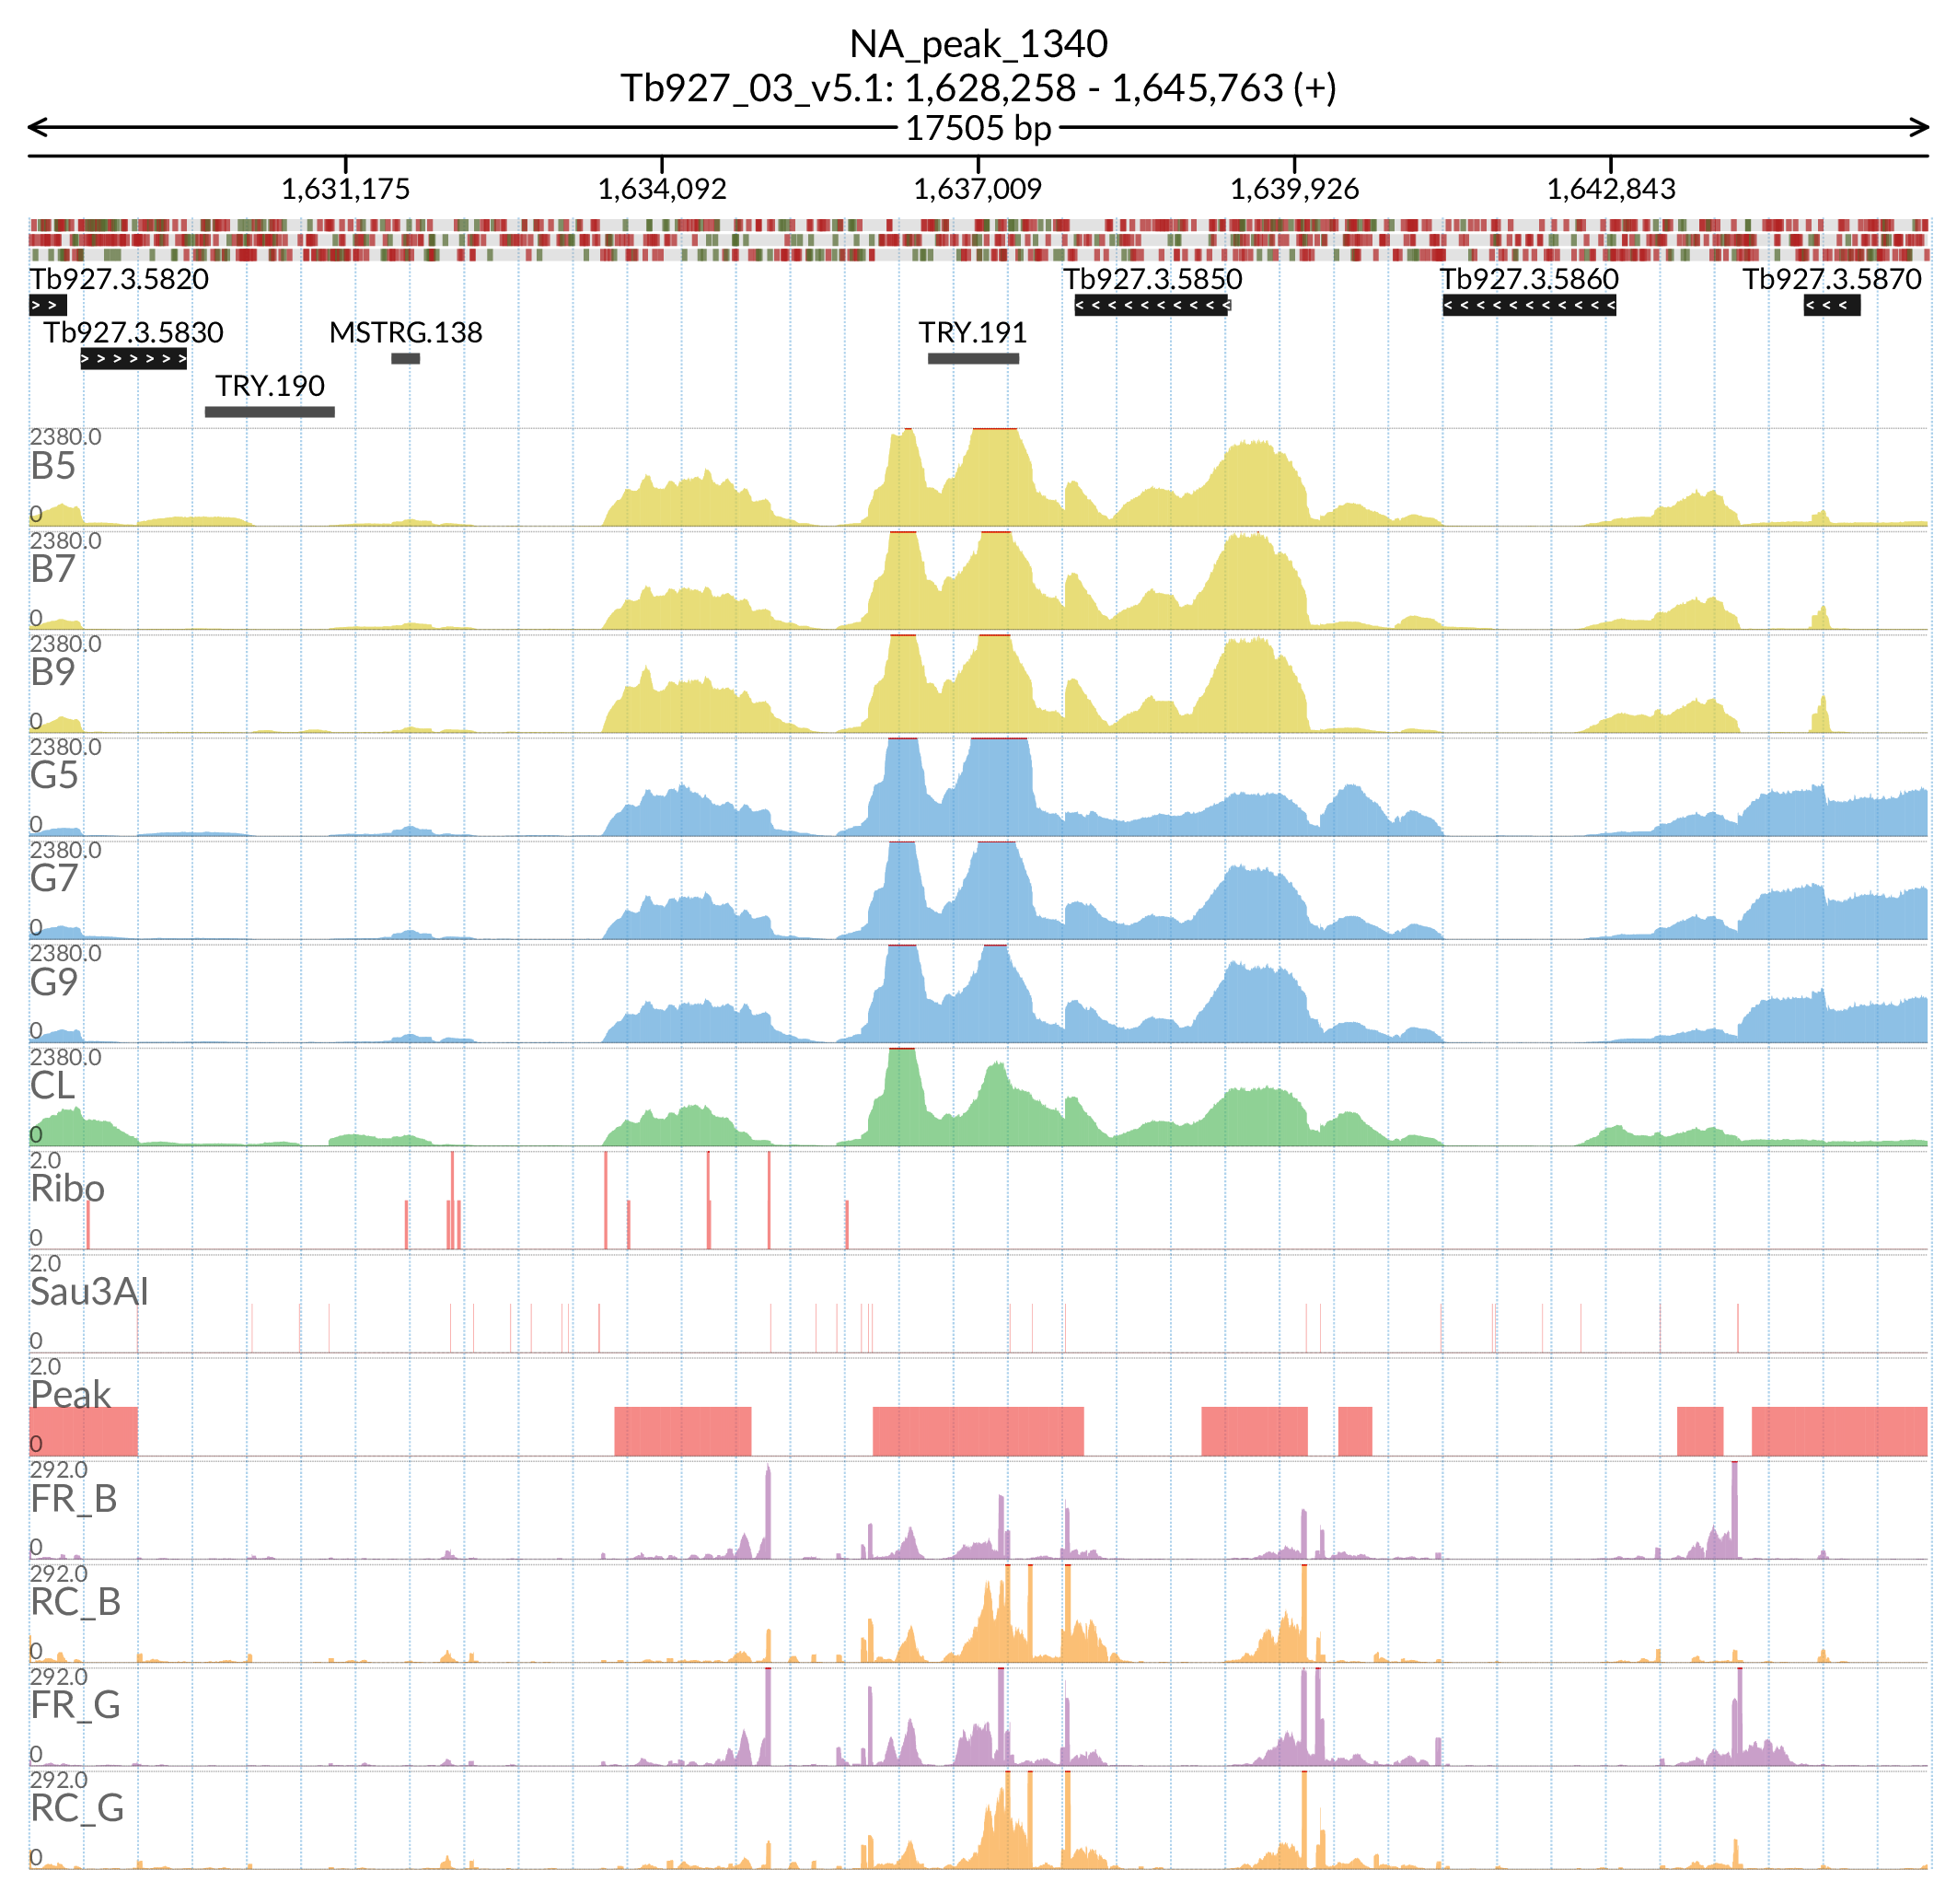 NA_peak_1340
Tb927_03_v5.1: 1,628,258 - 1,645,763 (+)
17505 bp
1,631,175 1,634,092 1,637,009 1,639,926 1,642,843
Tb927.3.5820 Tb927.3.5850 Tb927.3.5860 Tb927.3.5870
Tb927.3.5830 MSTRG.138 TRY.191
TRY.190
2380.0
B5
0
2380.0
B7
0
2380.0
B9
0
2380.0
G5
0
2380.0
G7
0
2380.0
G9
0
2380.0
CL
0
2.0
Ribo
0
2.0
Sau3AI
0
2.0
Peak
0
292.0
FR_B
0
292.0
RC_B
0
292.0
FR_G
0
292.0
RC_G
0